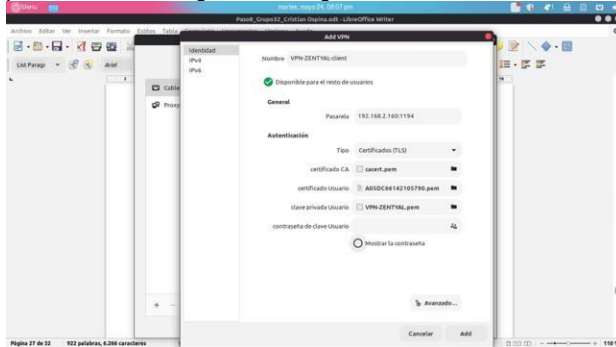 Menu
martes, mayo 24, 08:07 pm
Paso8_Grupo32_Cristian Ospina.odt - LibreOffice Writer
Archivo Editar Ver Insertar Formato Estilos Tabla
Add VPN
List Paragr
Arial
Identidad
IPv4
IPv6
Nombre VPN-ZENTYAL-client
Disponible para el resto de usuarios
Cable
Proxy
General
Pasarela 192.168.2.160:1194
Autenticación
Tipo Certificados (TLS)
certificado CA cacert.pem
certificado Usuario A05DC66142105790.pem
clave privada Usuario VPN-ZENTYAL.pem
contraseña de clave Usuario
Mostrar la contraseña
Avanzado...
Cancelar Add
Página 27 de 32 922 palabras, 6.266 caracteres